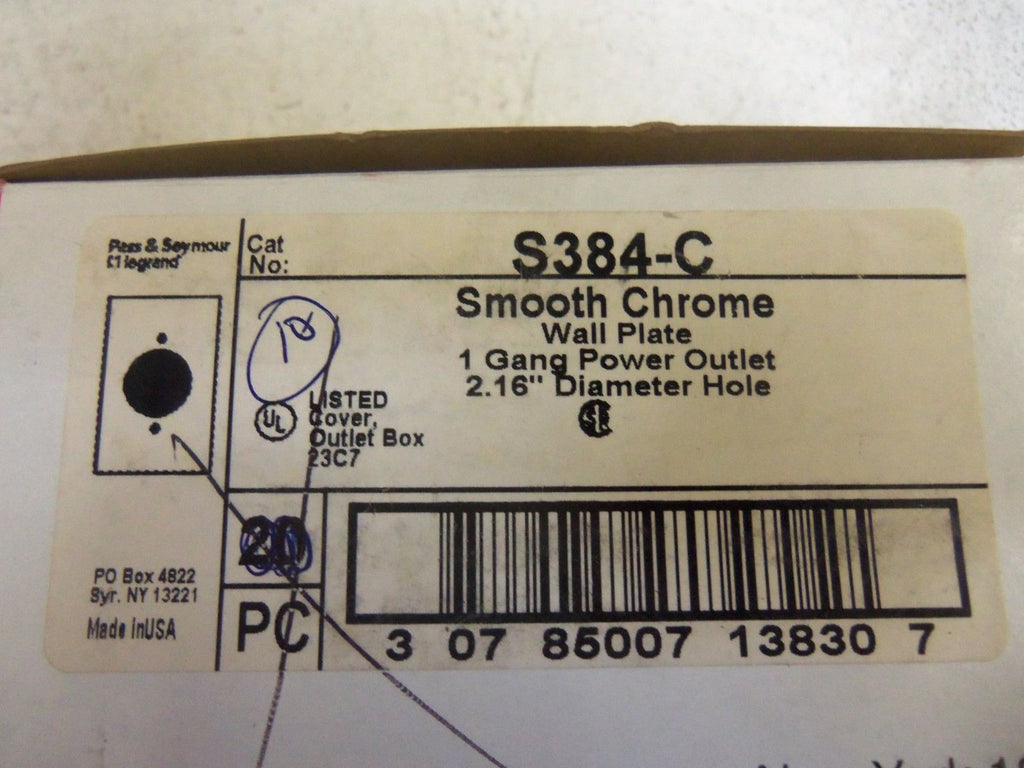 Pass & Seymour
legrand
Cat
No:
S384-C
Smooth Chrome
Wall Plate
1 Gang Power Outlet
2.16" Diameter Hole
10
UL
LISTED
Cover,
Outlet Box
23C7
20
PC
PO Box 4822
Syr. NY 13221
Made inUSA
3 07 85007 13830 7